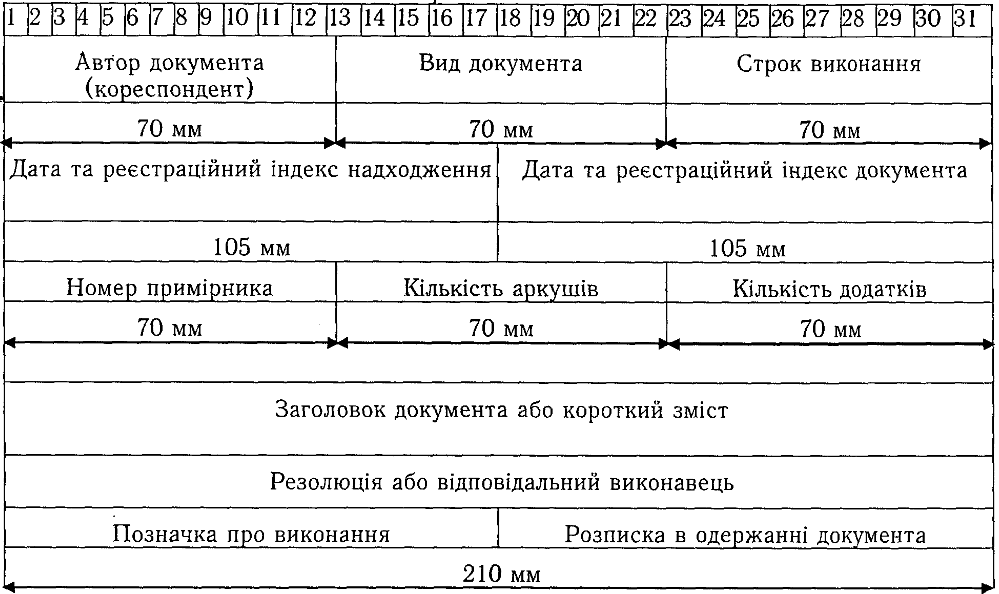 1 2 3 4 5 6 7 8 9 10 11 12 13 14 15 16 17 18 19 20 21 22 23 24 25 26 27 28 29 30 31
Автор документа Вид документа Строк виконання
(кореспондент)
70 мм 70 мм 70 мм
Дата та реєстраційний індекс надходження Дата та реєстраційний індекс документа
105 мм 105 мм
Номер примірника Кількість аркушів Кількість додатків
70 мм 70 мм 70 мм
Заголовок документа або короткий зміст
Резолюція або відповідальний виконавець
Позначка про виконання Розписка в одержанні документа
210 мм